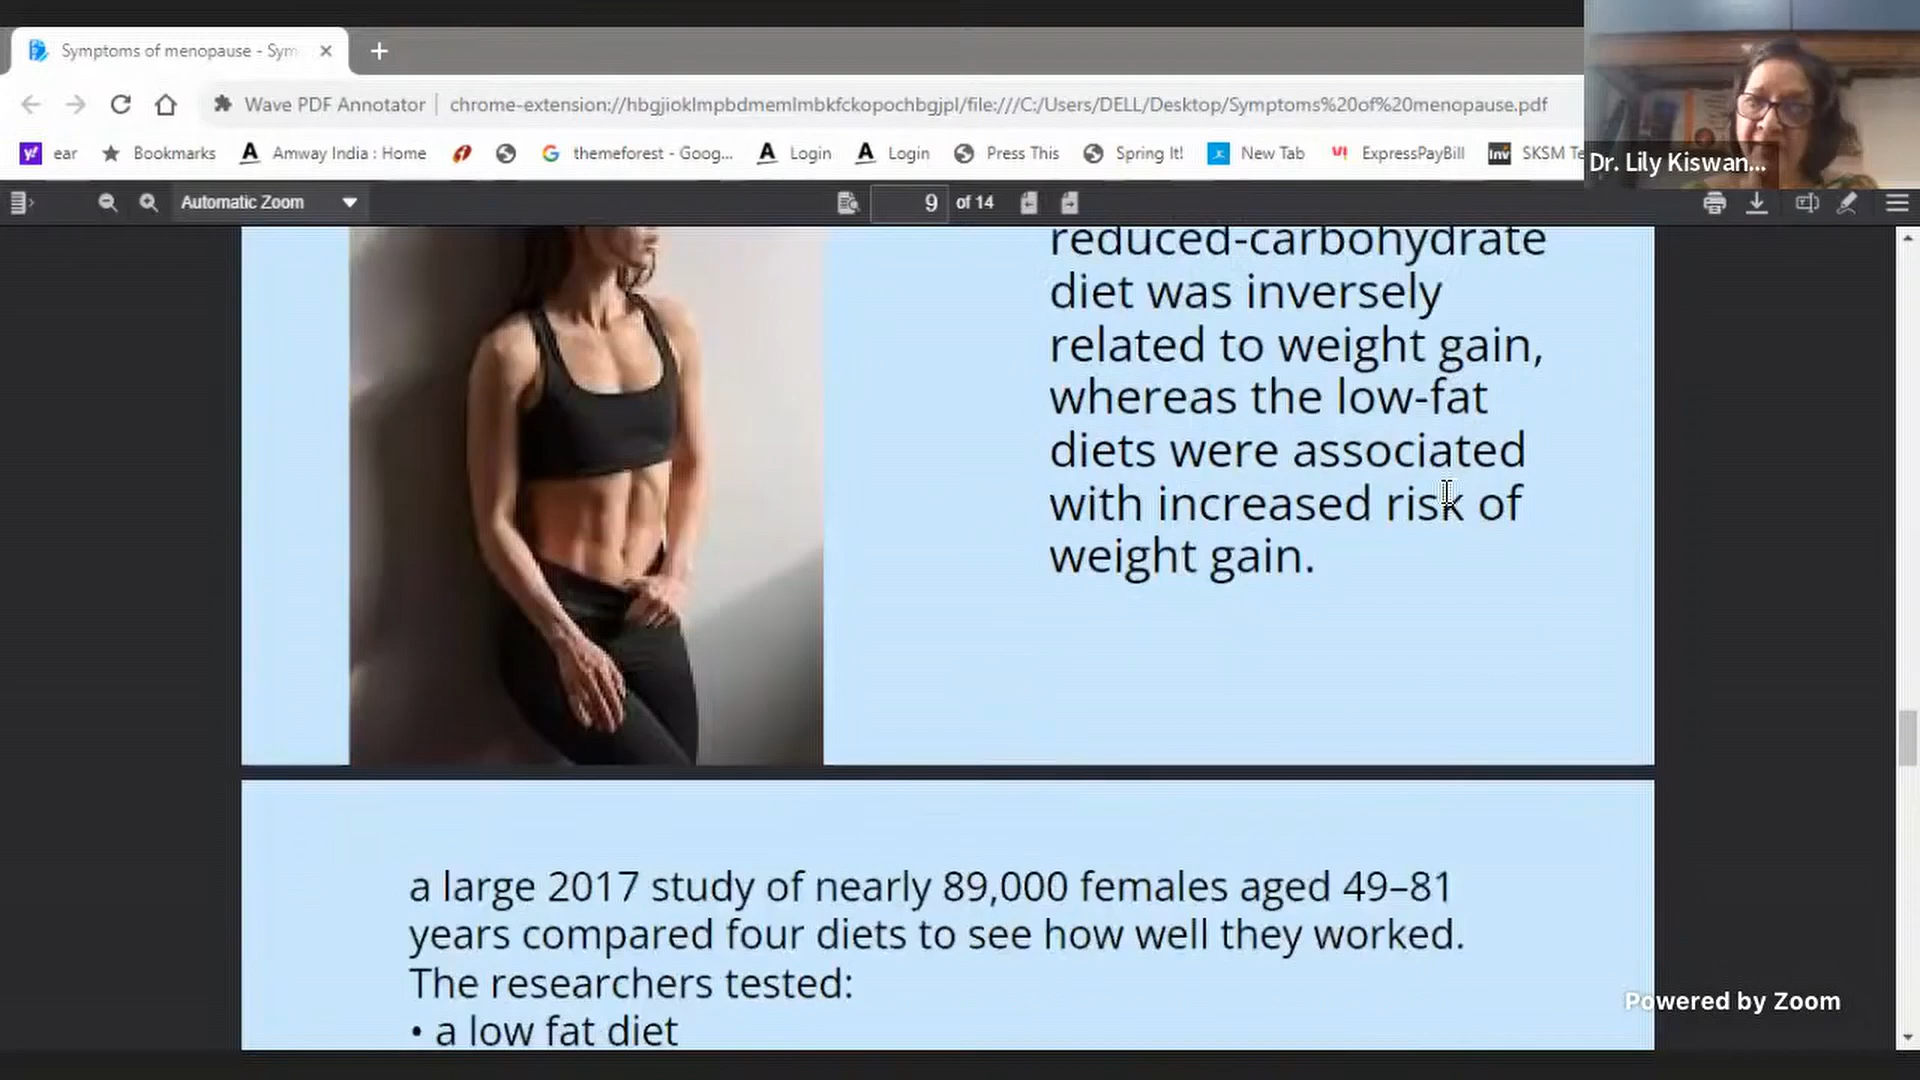 Symptoms of menopause - Sym
Wave PDF Annotator | chrome-extension://hbgjioklmpbdmemlmbkfckopochbgjpl/file:///C:/Users/DELL/Desktop/Symptoms%20of%20menopause.pdf
y! ear Bookmarks A Amway India : Home G themeforest - Goog... A Login A Login Press This Spring It! New Tab ExpressPayBill Inv SKSM Te
Dr. Lily Kiswan...
Automatic Zoom 9 of 14
reduced-carbohydrate
diet was inversely
related to weight gain,
whereas the low-fat
diets were associated
with increased risk of
weight gain.
a large 2017 study of nearly 89,000 females aged 49–81
years compared four diets to see how well they worked.
The researchers tested:
• a low fat diet
Powered by Zoom